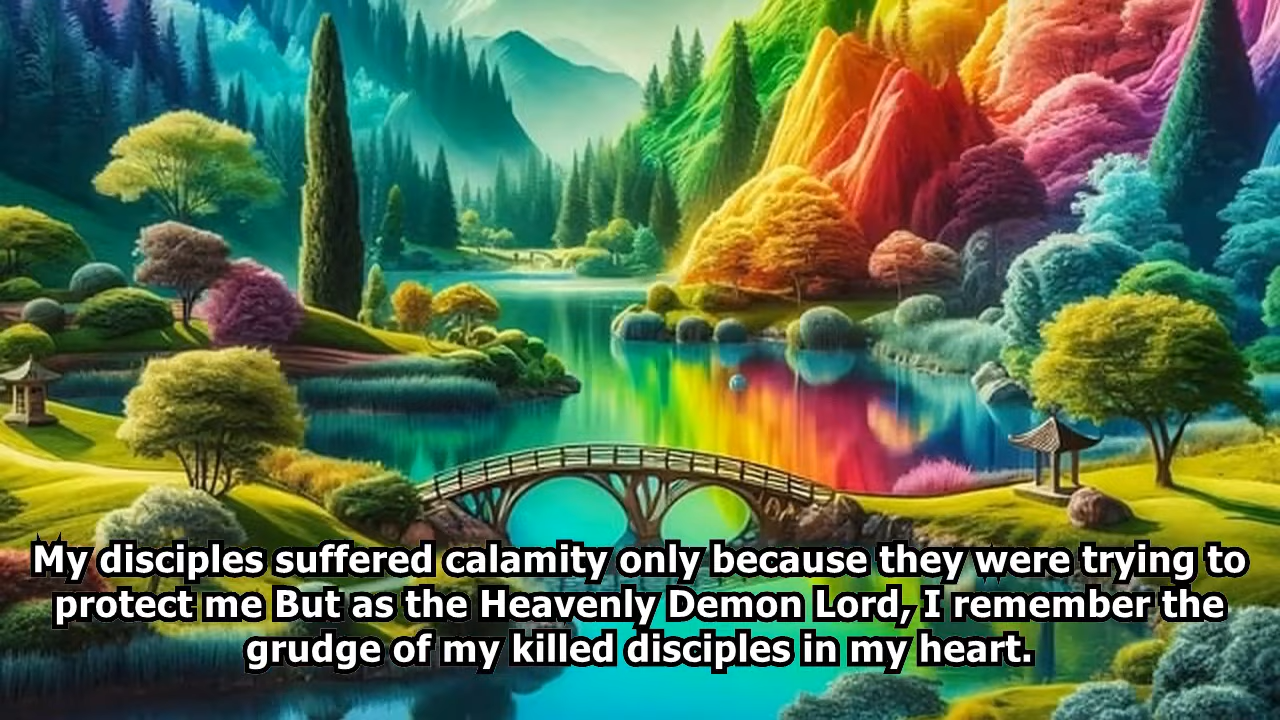 My disciples suffered calamity only because they were trying to
protect me But as the Heavenly Demon Lord, I remember the
grudge of my killed disciples in my heart.